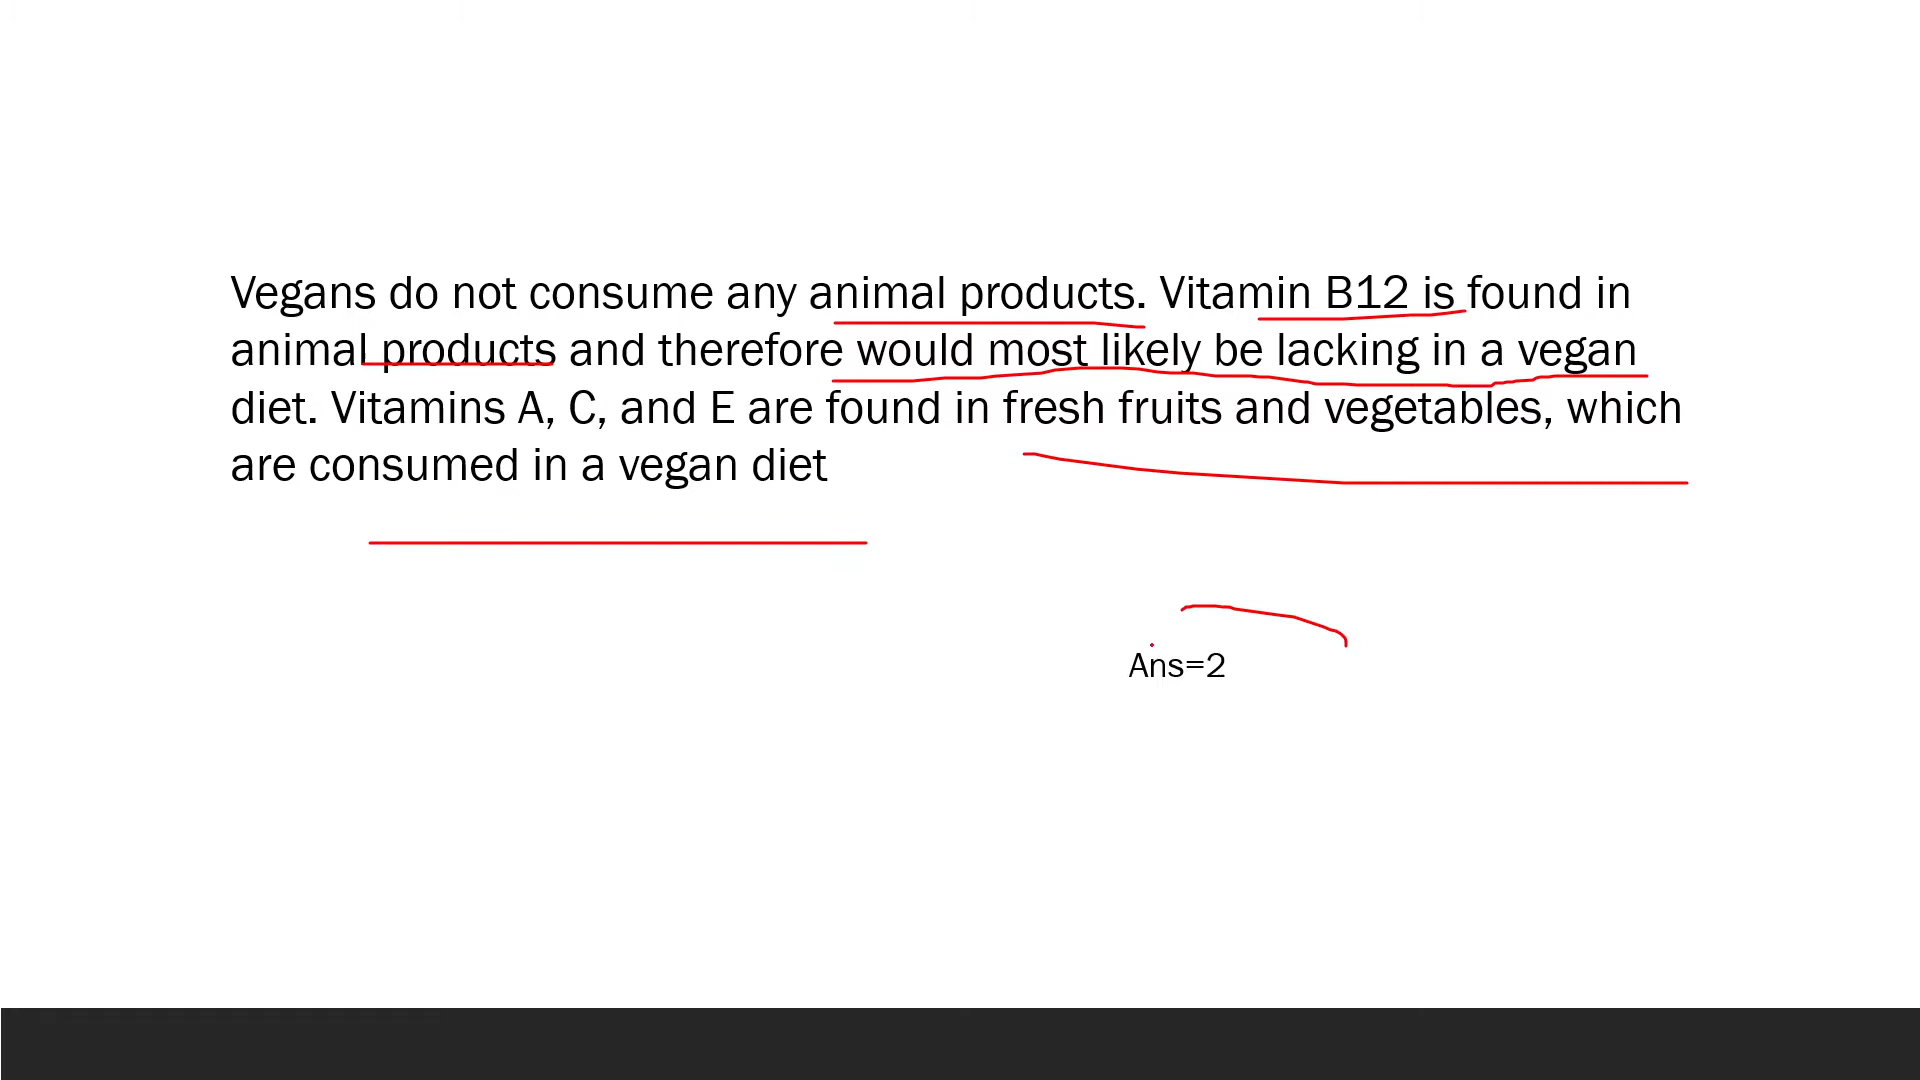 Vegans do not consume any animal products. Vitamin B12 is found in
animal products and therefore would most likely be lacking in a vegan
diet. Vitamins A, C, and E are found in fresh fruits and vegetables, which
are consumed in a vegan diet
Ans=2